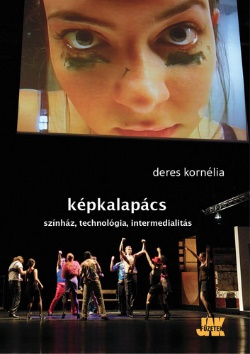 deres kornélia
képkalapács
színház, technológia, intermedialitás
JAK
FÜZETEK